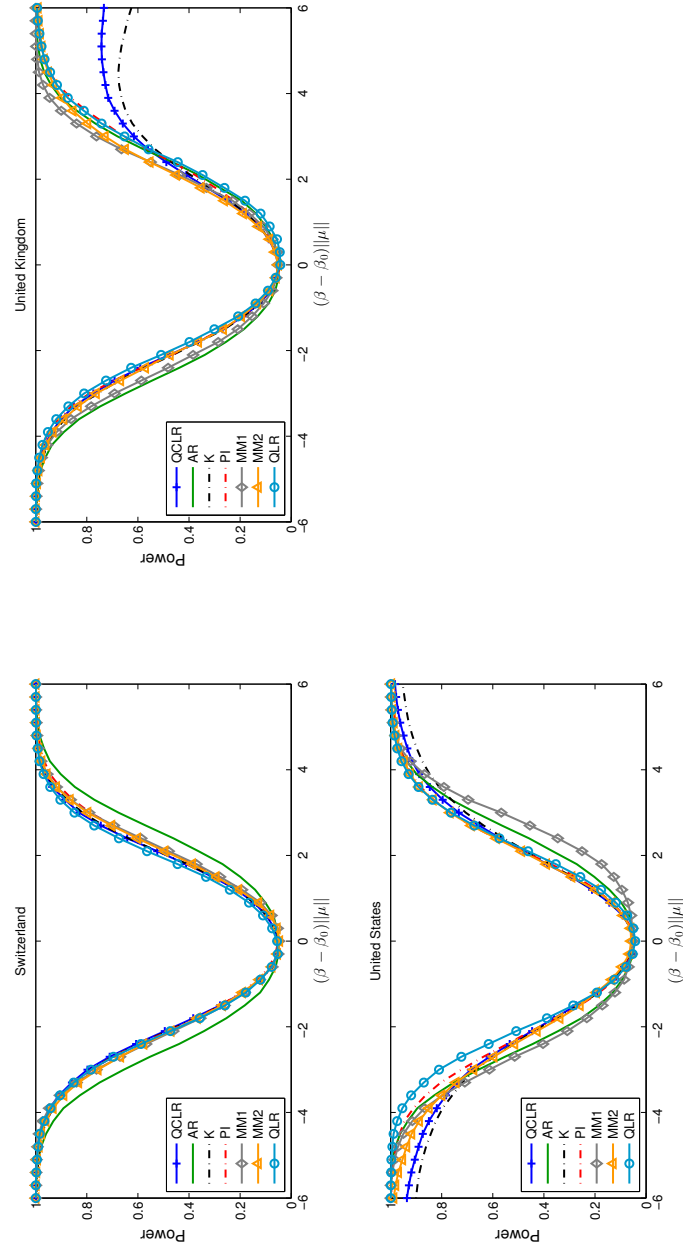 Switzerland
Power
1
0.8
0.6
0.4
0.2
0
−6
−4
−2
0
2
4
6
(β − β0)||μ||
QCLR
AR
K
PI
MM1
MM2
QLR
United Kingdom
Power
1
0.8
0.6
0.4
0.2
0
−6
−4
−2
0
2
4
6
(β − β0)||μ||
QCLR
AR
K
PI
MM1
MM2
QLR
United States
Power
1
0.8
0.6
0.4
0.2
0
−6
−4
−2
0
2
4
6
(β − β0)||μ||
QCLR
AR
K
PI
MM1
MM2
QLR